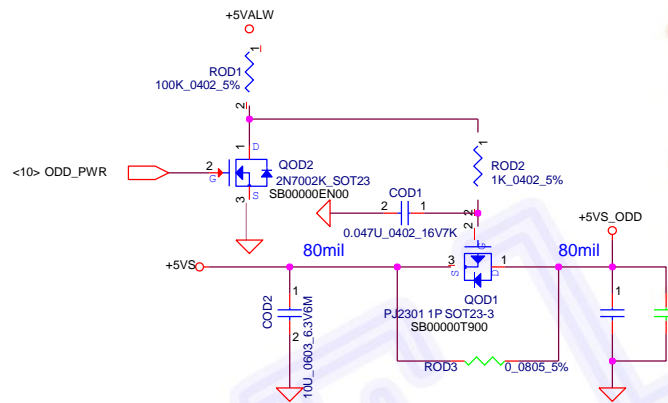 +5VALW
1
ROD1
100K_0402_5%
2
1
D
<10> ODD_PWR
2
G
QOD2
2N7002K_SOT23
SB00000EN00
3
S
1
ROD2
1K_0402_5%
2
COD1
2
1
0.047U_0402_16V7K
2
G
80mil
80mil
+5VS_ODD
+5VS
3
S
D
1
QOD1
PJ2301 1P SOT23-3
SB00000T900
1
COD2
2
10U_0603_6.3V6M
ROD3
0_0805_5%
1